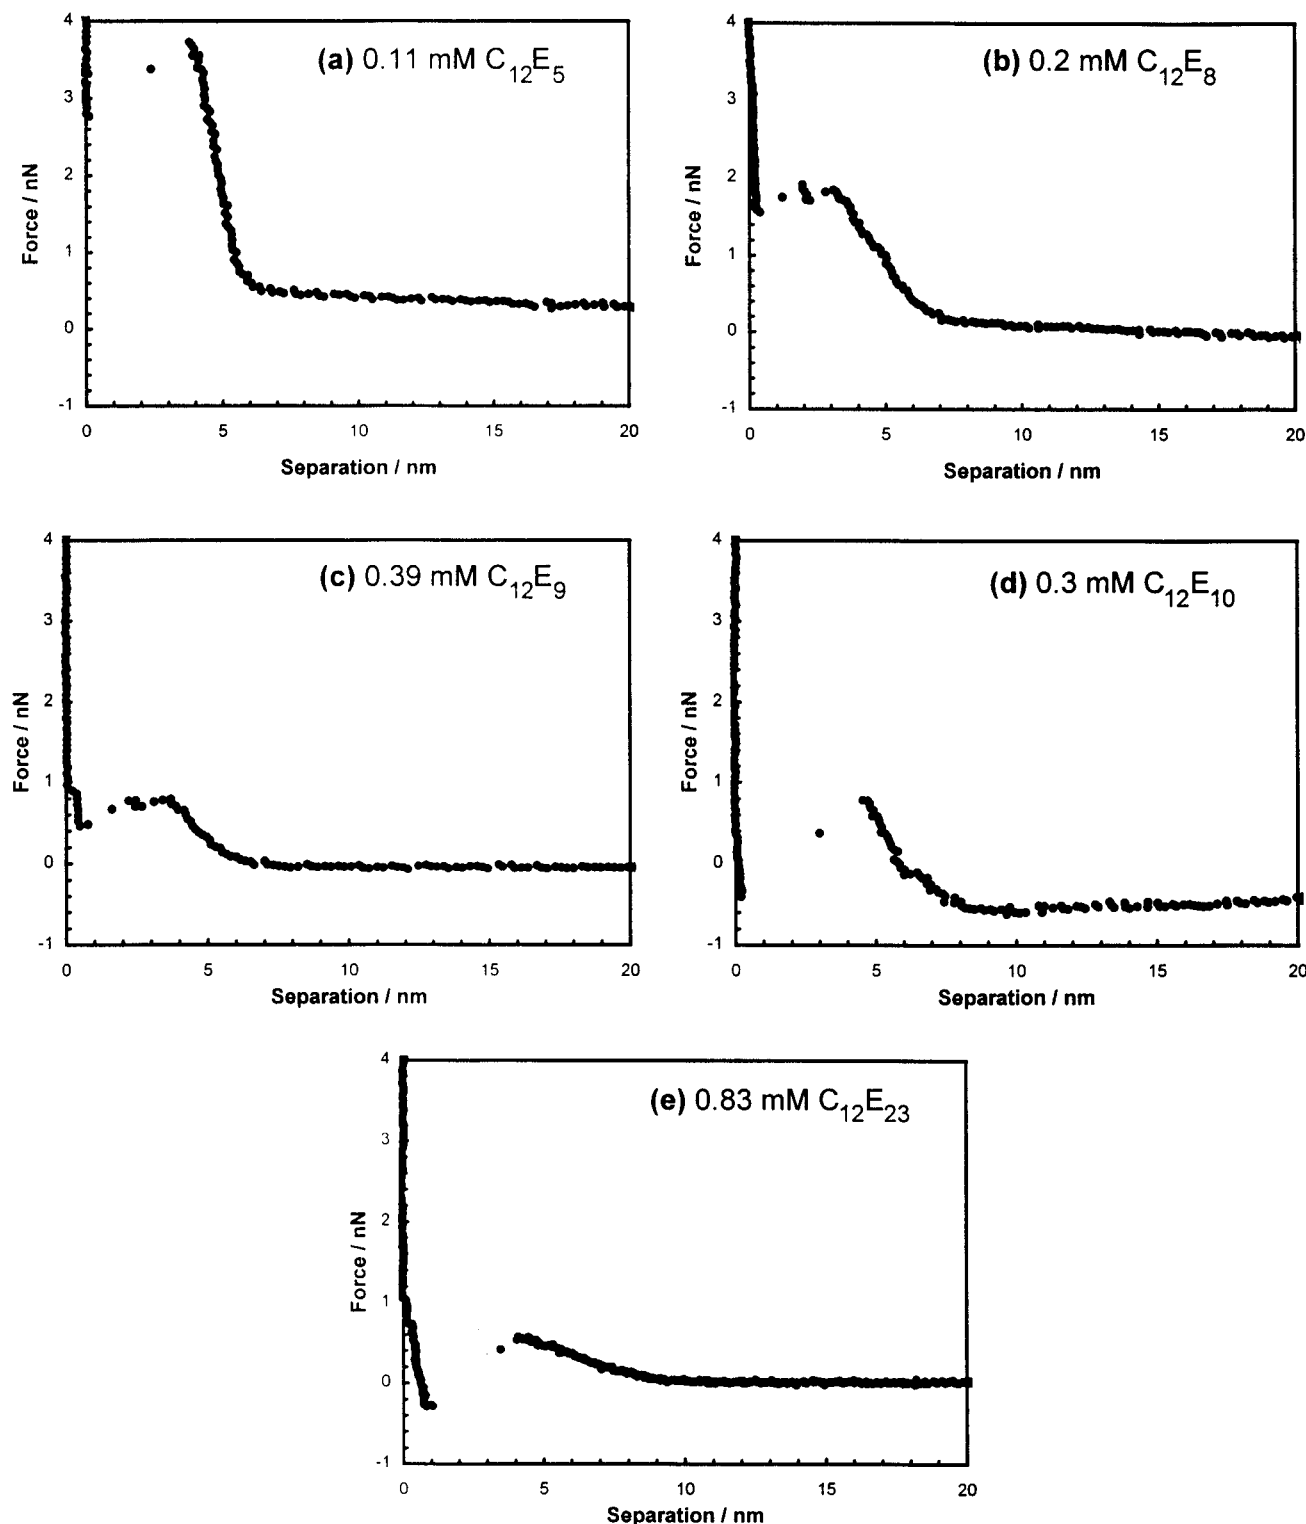 (a) 0.11 mM C12E5
4
3
2
1
0
-1
Force / nN
0 5 10 15 20
Separation / nm
(b) 0.2 mM C12E8
4
3
2
1
0
-1
Force / nN
0 5 10 15 20
Separation / nm
(c) 0.39 mM C12E9
4
3
2
1
0
-1
Force / nN
0 5 10 15 20
Separation / nm
(d) 0.3 mM C12E10
4
3
2
1
0
-1
Force / nN
0 5 10 15 20
Separation / nm
(e) 0.83 mM C12E23
4
3
2
1
0
-1
Force / nN
0 5 10 15 20
Separation / nm